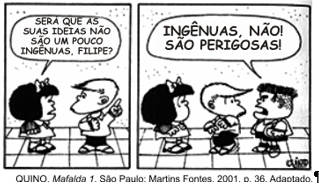 SERÁ QUE AS
SUAS IDEIAS NÃO
SÃO UM POUCO
INGÊNUAS, FILIPE?
INGÊNUAS, NÃO!
SÃO PERIGOSAS!
QUINO
QUINO. Mafalda 1. São Paulo: Martins Fontes, 2001. p. 36. Adaptado.